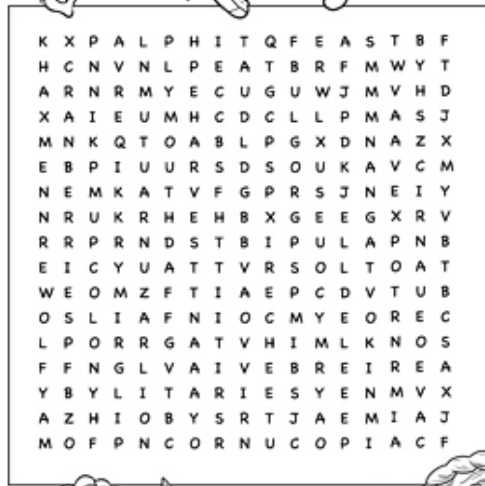 K X P A L P H I T Q F E A S T B F
H C N V N L P E A T B R F M W Y T
A R N R M Y E C U G U W J M V H D
X A I E U M H C D C L L P M A S J
M N K Q T O A B L P G X D N A Z X
E B P I U U R S D S O U K A V C M
N E M K A T V F G P R S J N E I Y
N R U K R H E H B X G E E G X R V
R R P R N D S T B I P U L A P N B
E I C Y U A T T V R S O L T O A T
W E O M Z F T I A E P C D V T U B
O S L I A F N I O C M Y E O R E C
L P O R R G A T V H I M L K N O S
F F N G L V A I V E B R E I R E A
Y B Y L I T A R I E S Y E N M V X
A Z H I O B Y S R T J A E M I A J
M O F P N C O R N U C O P I A C F